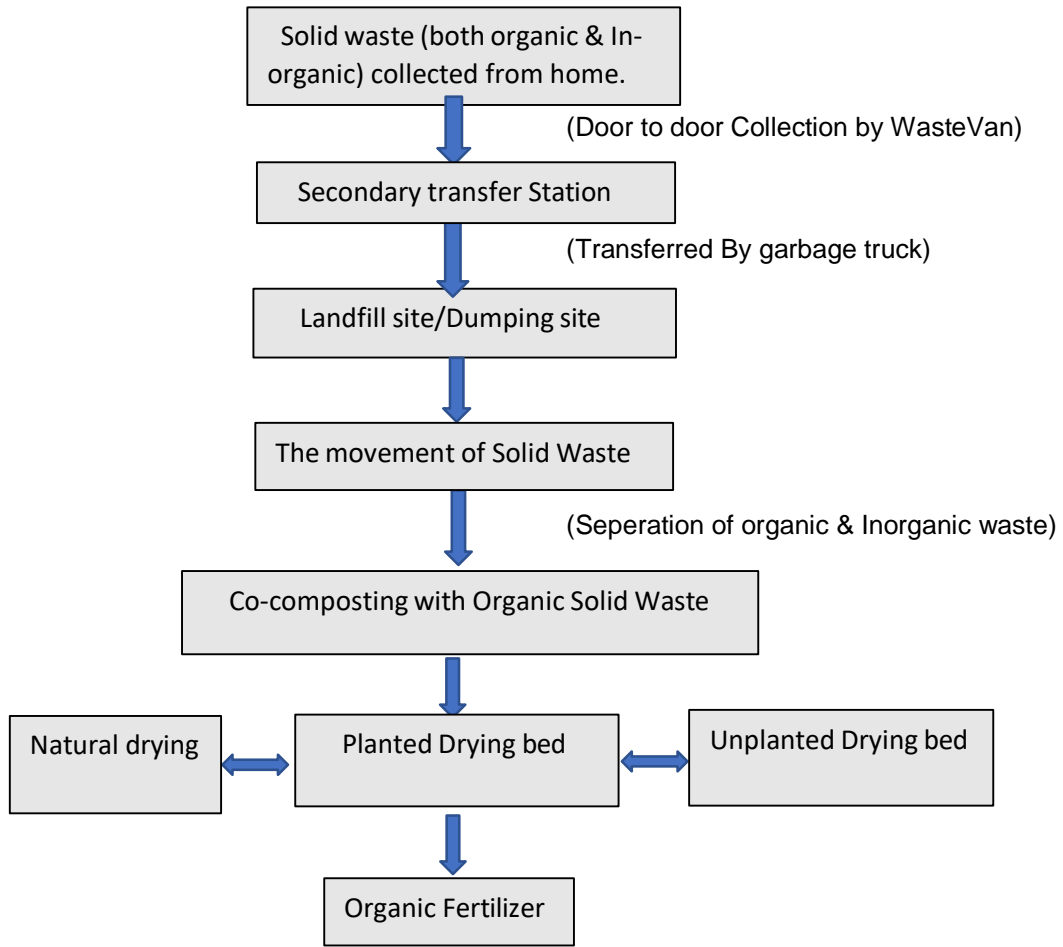 Solid waste (both organic & In-
organic) collected from home.
(Door to door Collection by WasteVan)
Secondary transfer Station
(Transferred By garbage truck)
Landfill site/Dumping site
The movement of Solid Waste
(Seperation of organic & Inorganic waste)
Co-composting with Organic Solid Waste
Natural drying
Planted Drying bed
Unplanted Drying bed
Organic Fertilizer